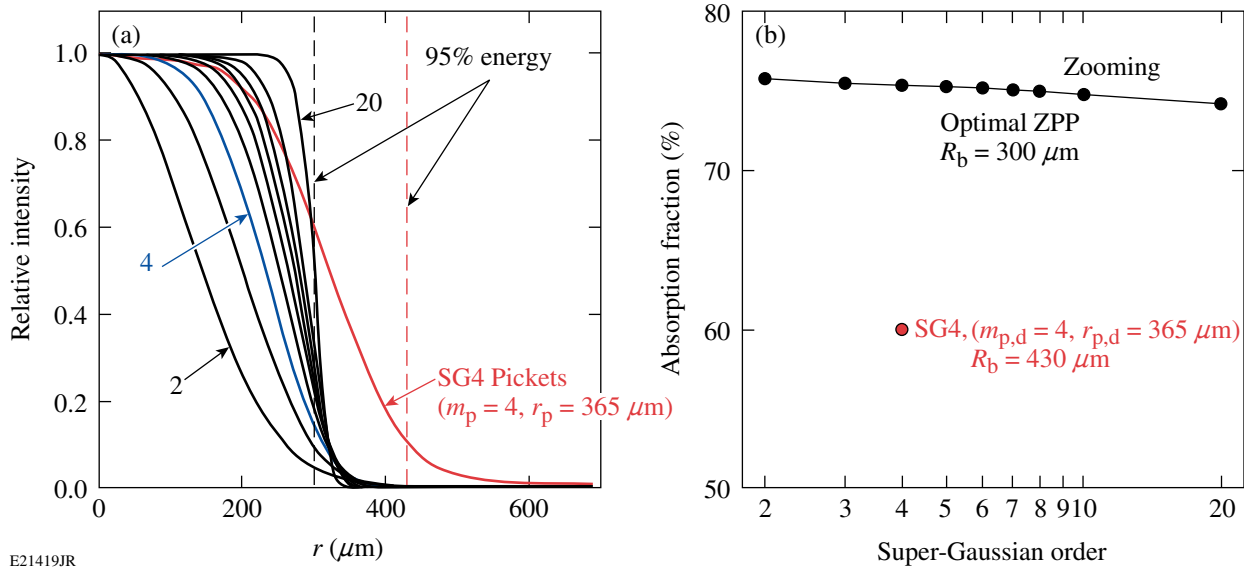 (a)
1.0
0.8
0.6
0.4
0.2
0.0
Relative intensity
0
200
400
600
r (μm)
95% energy
20
4
2
SG4 Pickets
(mp = 4, rp = 365 μm)
E21419JR
(b)
80
70
60
50
Absorption fraction (%)
2
3
4
5
6
7
8
9
10
20
Super-Gaussian order
Zooming
Optimal ZPP
Rb = 300 μm
SG4, (mp,d = 4, rp,d = 365 μm)
Rb = 430 μm